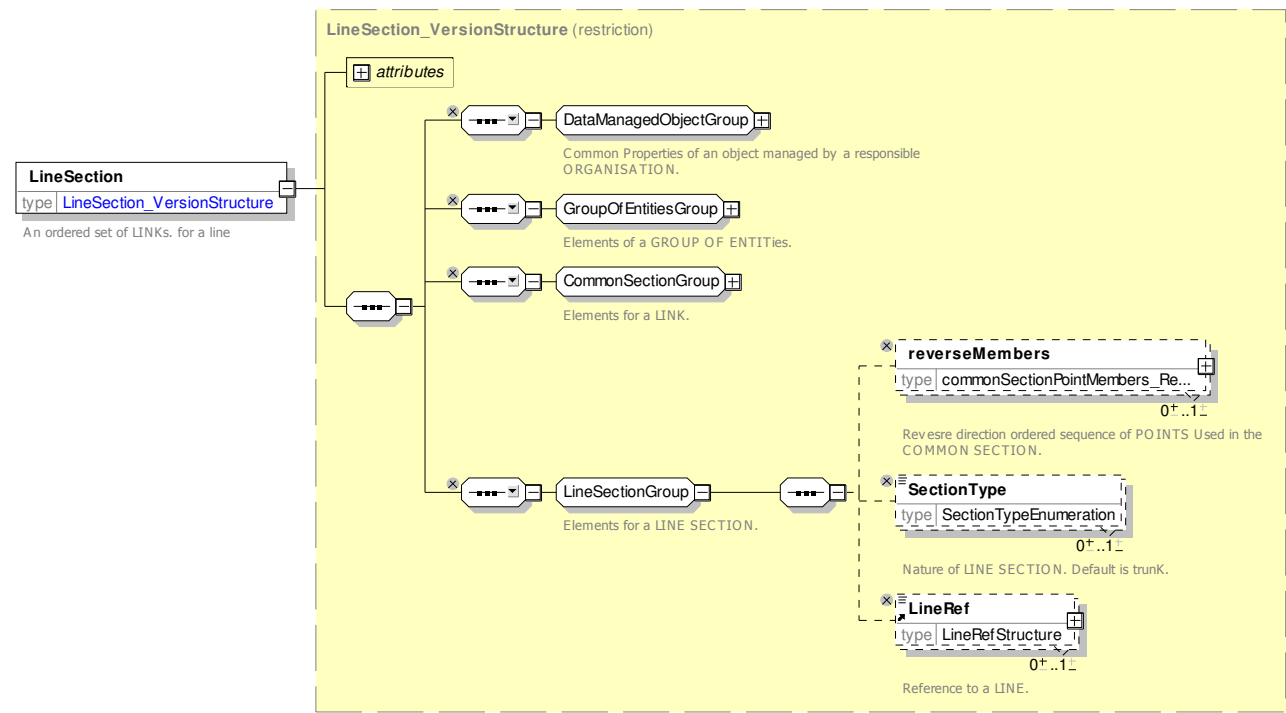 LineSection_VersionStructure (restriction)
attributes
DataManagedObjectGroup
Common Properties of an object managed by a responsible
ORGANISATION.
LineSection
type LineSection_VersionStructure
An ordered set of LINKs. for a line
GroupOfEntitiesGroup
Elements of a GROUP OF ENTITies.
CommonSectionGroup
Elements for a LINK.
reverseMembers
type commonSectionPointMembers_Re...
0..1
Revesre direction ordered sequence of POINTS Used in the
COMMON SECTION.
LineSectionGroup
Elements for a LINE SECTION.
SectionType
type SectionTypeEnumeration
0..1
Nature of LINE SECTION. Default is trunK.
LineRef
type LineRefStructure
0..1
Reference to a LINE.